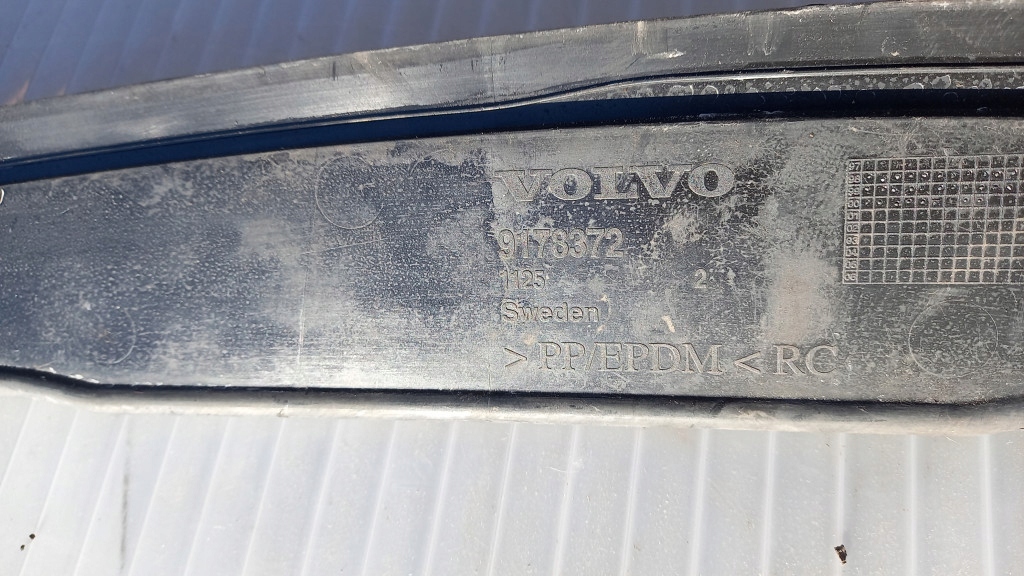 VOLVO
9178372
1125 2
Sweden
> PP/EPDM < RC